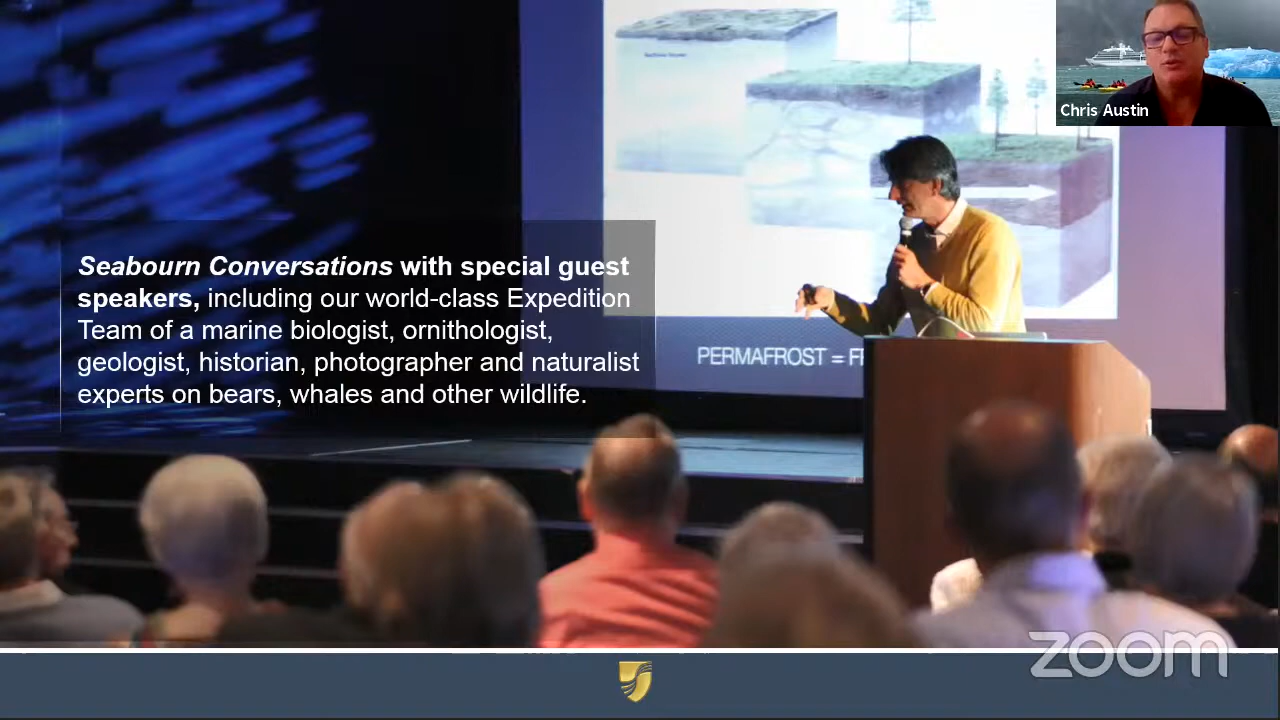 Chris Austin
Seabourn Conversations with special guest
speakers, including our world-class Expedition
Team of a marine biologist, ornithologist,
geologist, historian, photographer and naturalist
experts on bears, whales and other wildlife.
PERMAFROST = F
zoom